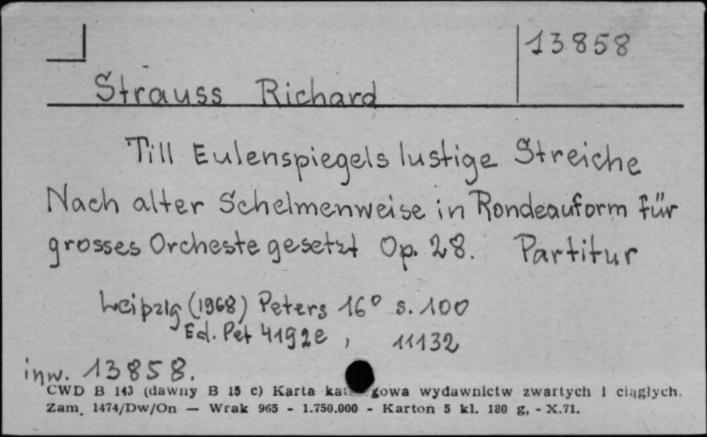 13858
Strauss Richard
Till Eulenspiegels lustige Streiche
Nach alter Schelmenweise in Rondeauform für
grosses Orcheste gesetzt Op. 28. Partitur
Leipzig (1968) Peters 16° s. 100
Ed. Pet 4192e, 11132
inw. 13858.
CWD B 143 (dawny B 15 c) Karta gowa wydawnictw zwartych i ciągłych.
Zam. 1474/Dw/On — Wrak 965 - 1.750.000 - Karton 5 kl. 180 g, - X.71.